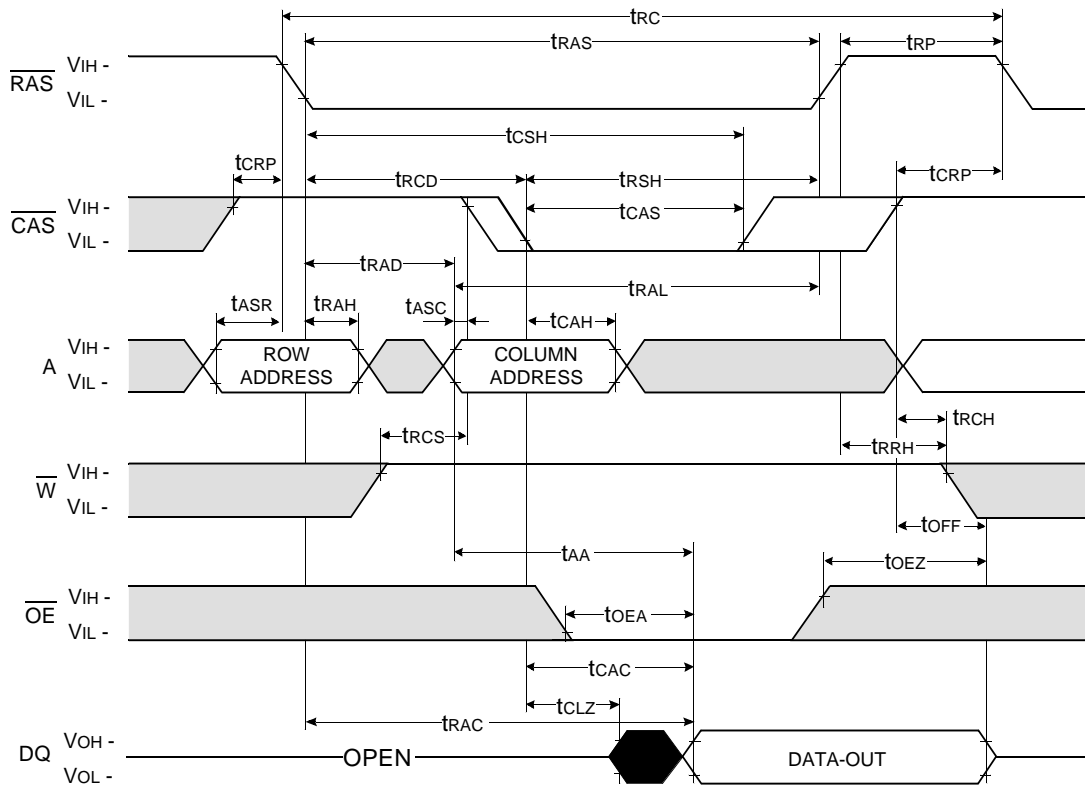 tRC
tRAS
tRP
RAS
VIH -
VIL -
tCSH
tCRP
tRCD
tRSH
tCRP
CAS
VIH -
VIL -
tCAS
tRAD
tRAL
tASR
tRAH
tASC
tCAH
A
VIH -
VIL -
ROW
ADDRESS
COLUMN
ADDRESS
tRCS
tRCH
tRRH
W
VIH -
VIL -
tOFF
tAA
tOEZ
OE
VIH -
VIL -
tOEA
tCAC
tCLZ
tRAC
DQ
VOH -
VOL -
OPEN
DATA-OUT